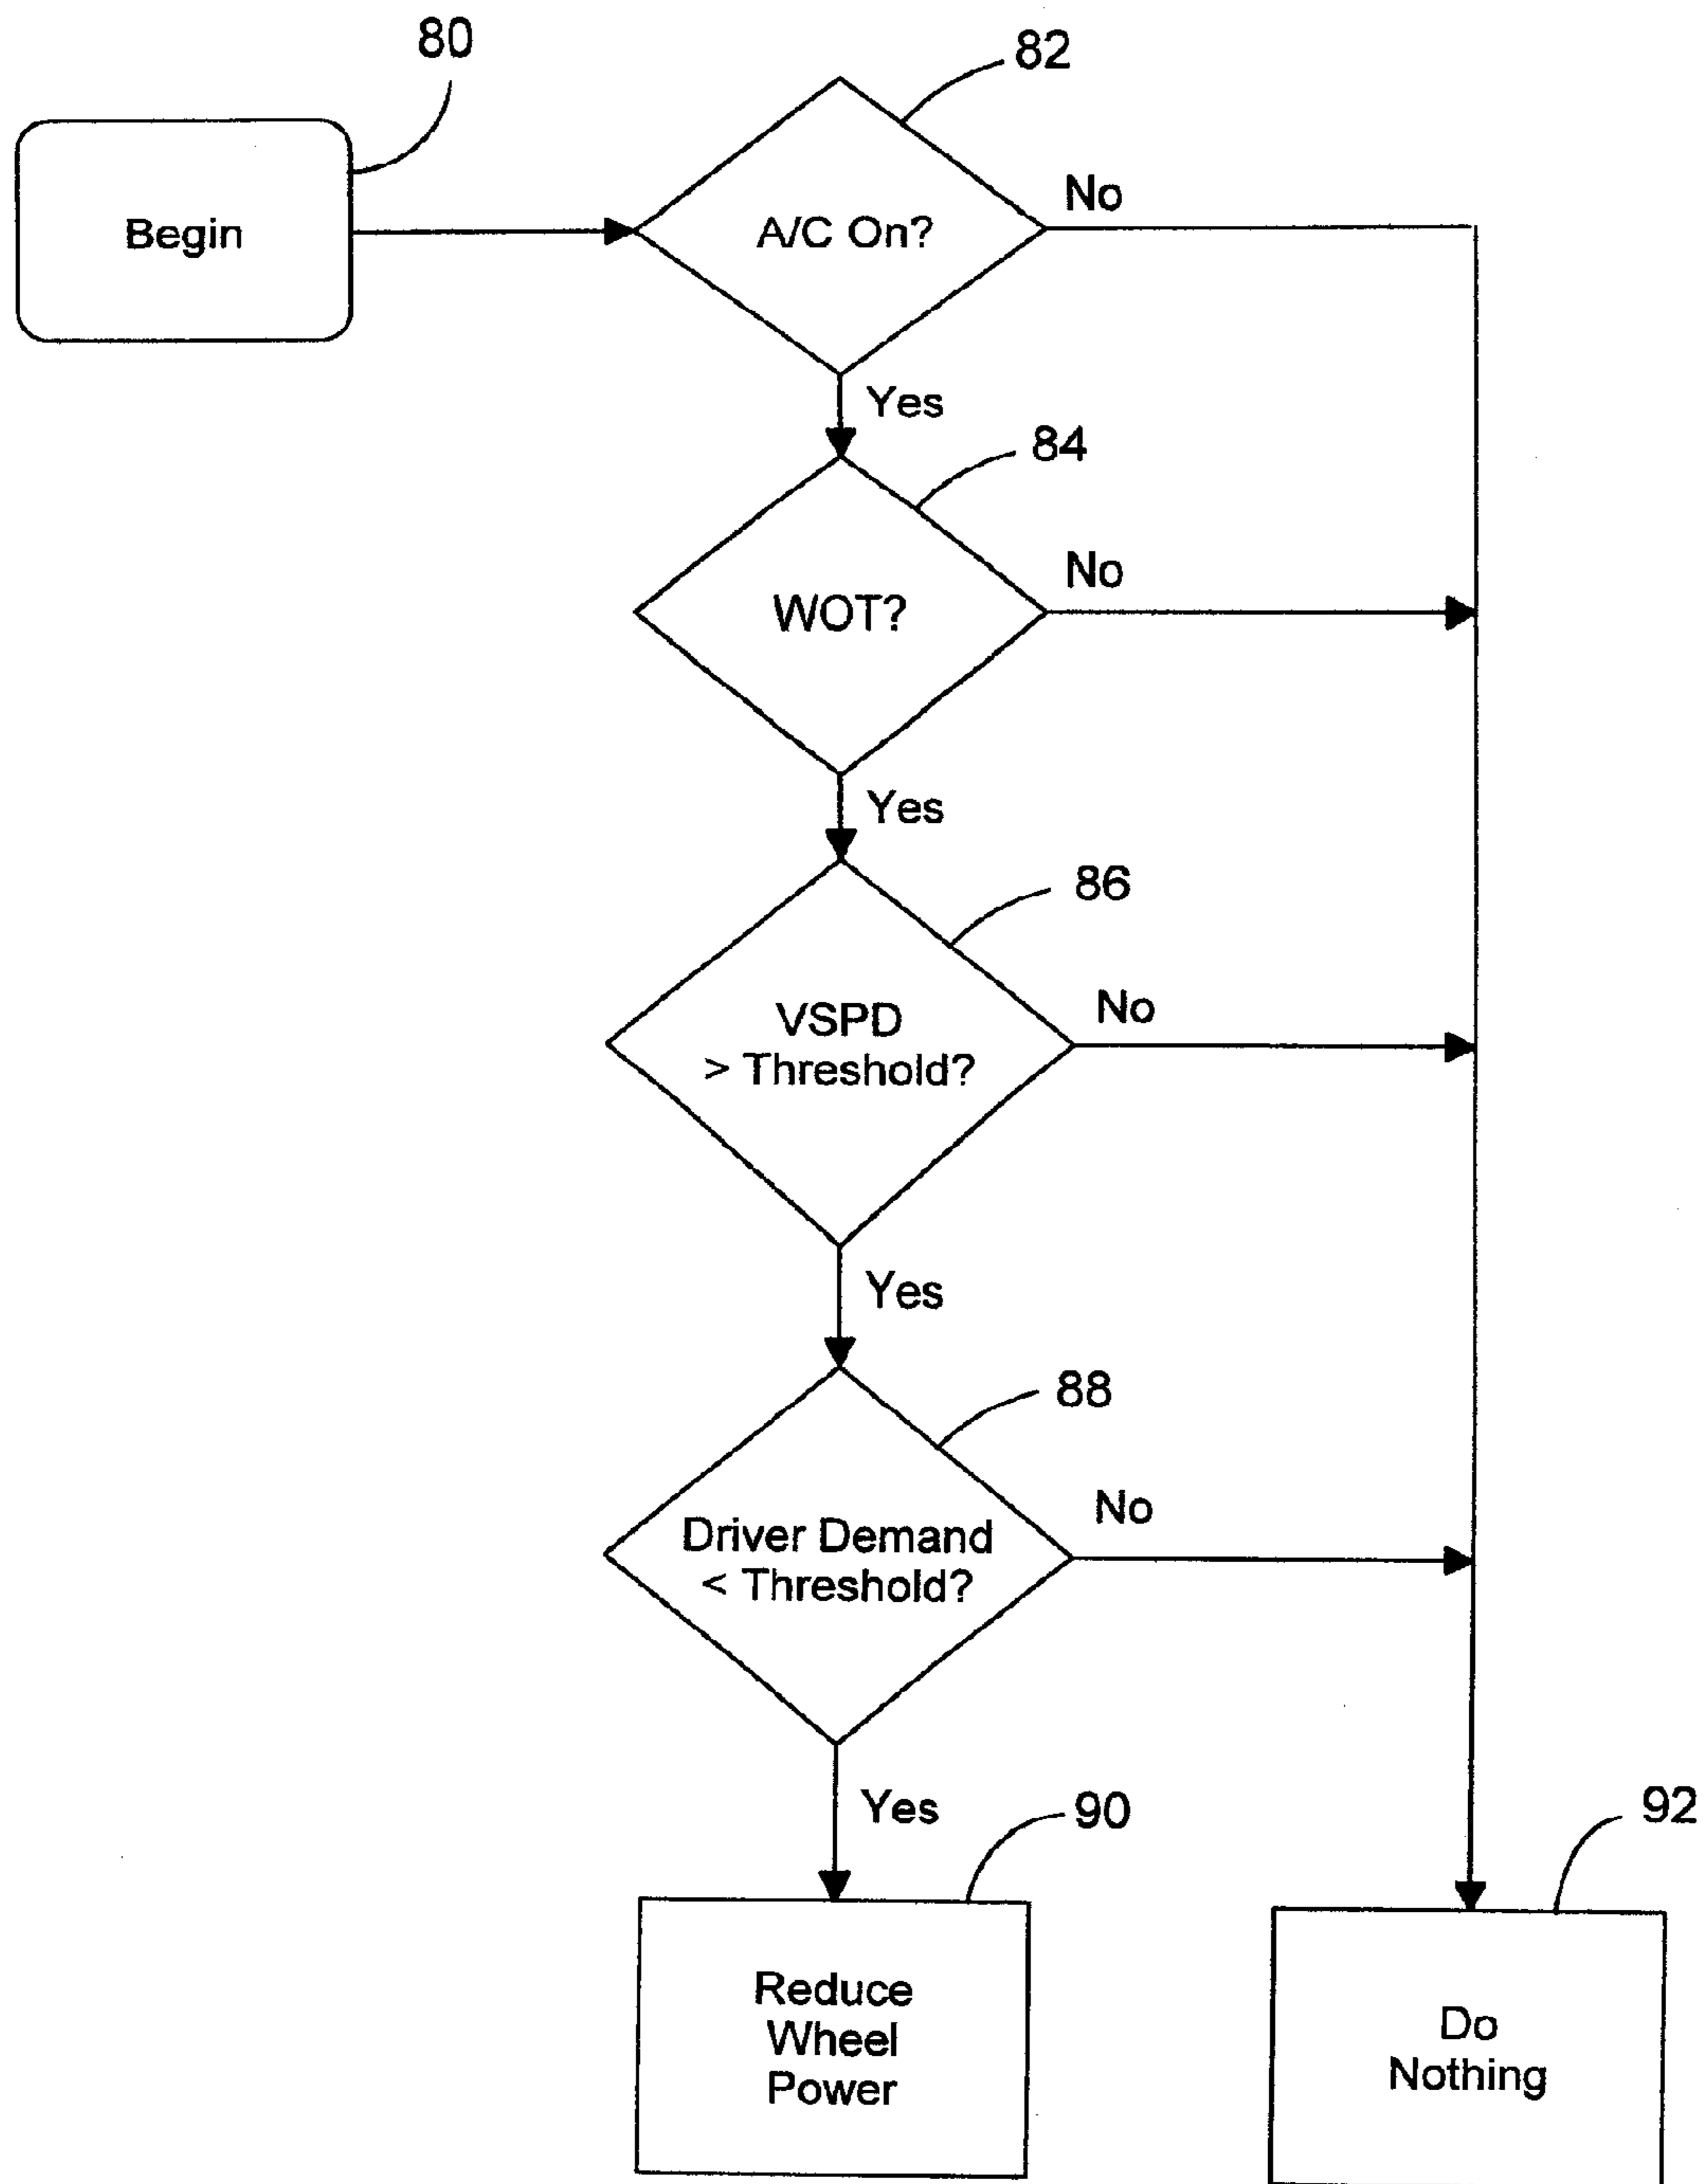 80
82
Begin
A/C On?
No
Yes
84
WOT?
No
Yes
86
VSPD
> Threshold?
No
Yes
88
Driver Demand
< Threshold?
No
Yes
90
92
Reduce
Wheel
Power
Do
Nothing